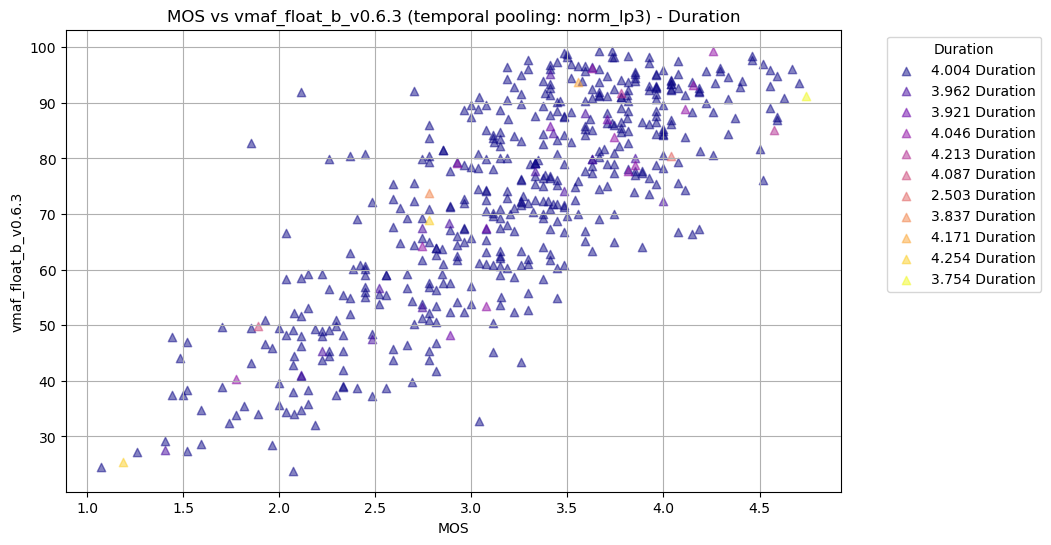 MOS vs vmaf_float_b_v0.6.3 (temporal pooling: norm_lp3) - Duration
vmaf_float_b_v0.6.3
100
90
80
70
60
50
40
30
1.0 1.5 2.0 2.5 3.0 3.5 4.0 4.5
MOS
Duration
4.004 Duration
3.962 Duration
3.921 Duration
4.046 Duration
4.213 Duration
4.087 Duration
2.503 Duration
3.837 Duration
4.171 Duration
4.254 Duration
3.754 Duration